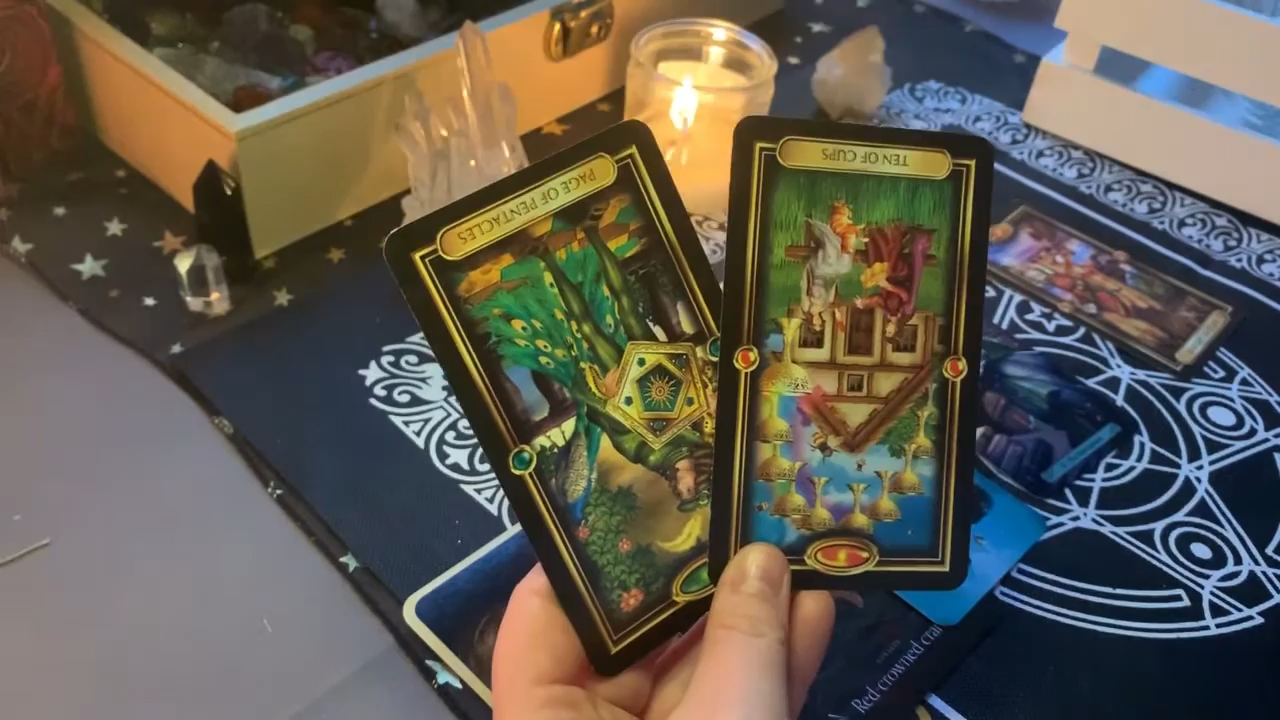 PAGE OF PENTACLES
TEN OF CUPS
Red-crowned cra